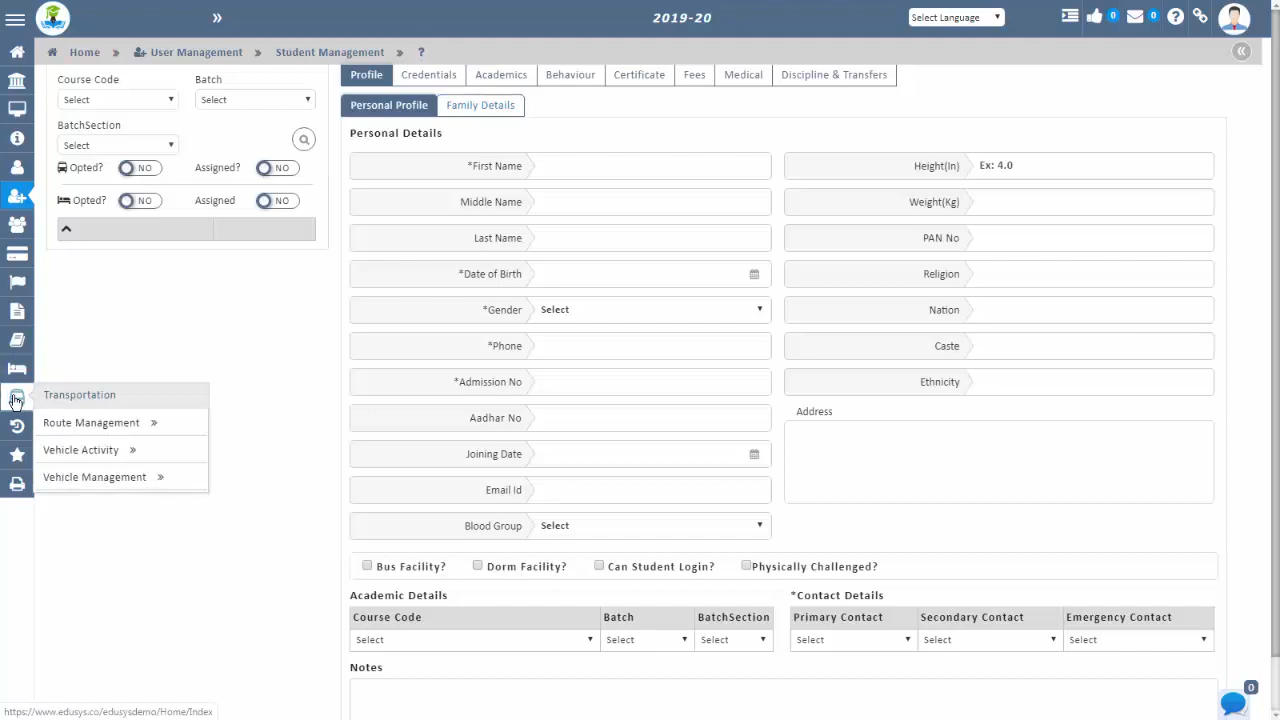 2019-20
Select Language
0
0
Home » User Management » Student Management » ?
Course Code
Batch
Select
Select
BatchSection
Select
Opted? NO Assigned? NO
Opted? NO Assigned NO
Transportation
Route Management »
Vehicle Activity »
Vehicle Management »
Profile Credentials Academics Behaviour Certificate Fees Medical Discipline & Transfers
Personal Profile Family Details
Personal Details
*First Name
Middle Name
Last Name
*Date of Birth
*Gender Select
*Phone
*Admission No
Aadhar No
Joining Date
Email Id
Blood Group Select
Height(In) Ex: 4.0
Weight(Kg)
PAN No
Religion
Nation
Caste
Ethnicity
Address
Bus Facility? Dorm Facility? Can Student Login? Physically Challenged?
Academic Details
Course Code Batch BatchSection
Select Select Select
*Contact Details
Primary Contact Secondary Contact Emergency Contact
Select Select Select
Notes
0
https://www.edusys.co/edusysdemo/Home/Index